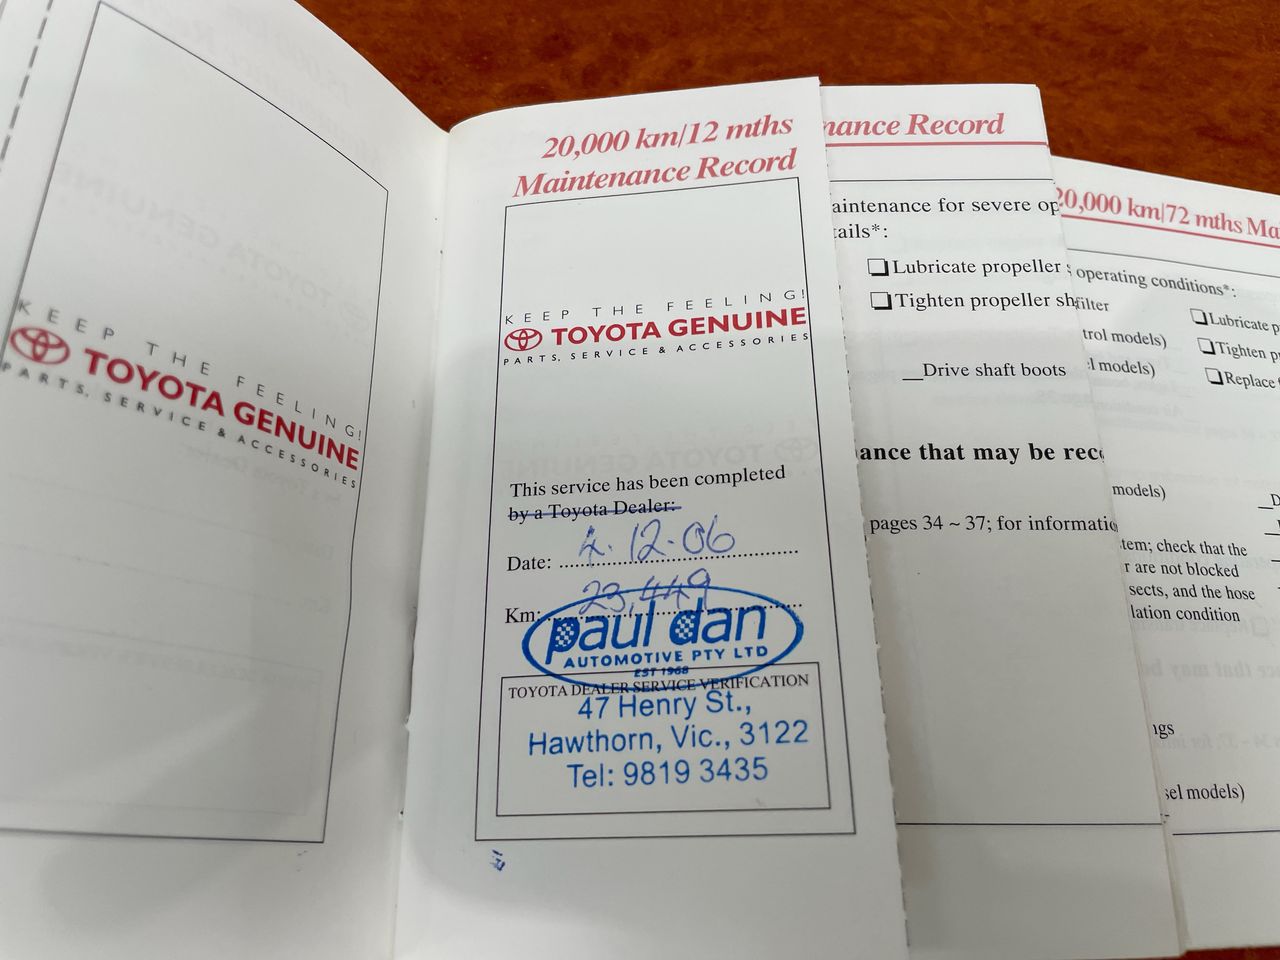 KEEP THE FEELING!
TOYOTA GENUINE
PARTS, SERVICE & ACCESSORIES
20,000 km/12 mths
Maintenance Record
KEEP THE FEELING!
TOYOTA GENUINE
PARTS, SERVICE & ACCESSORIES
This service has been completed
by a Toyota Dealer:
Date: 4.12.06
Km: 23,449
paul dan
AUTOMOTIVE PTY LTD
EST 1968
TOYOTA DEALER SERVICE VERIFICATION
47 Henry St.,
Hawthorn, Vic., 3122
Tel: 9819 3435
nance Record
aintenance for severe op
tails*:
Lubricate propeller s
Tighten propeller sh
Drive shaft boots
ance that may be rec
pages 34 ~ 37; for informatio
20,000 km/72 mths Ma
operating conditions*:
filter
Lubricate p
trol models)
Tighten p
l models)
Replace
models)
D
tem; check that the
r are not blocked
sects, and the hose
lation condition
ngs
sel models)